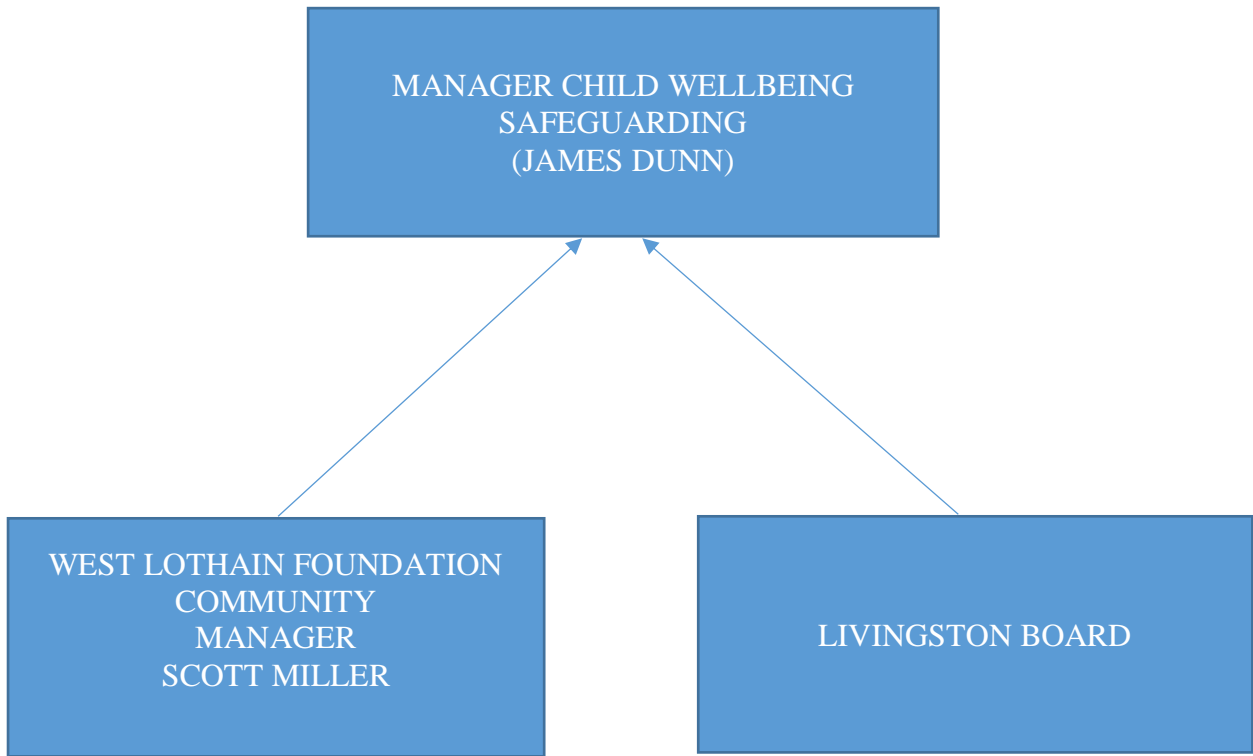 MANAGER CHILD WELLBEING
SAFEGUARDING
(JAMES DUNN)
WEST LOTHAIN FOUNDATION
COMMUNITY
MANAGER
SCOTT MILLER
LIVINGSTON BOARD